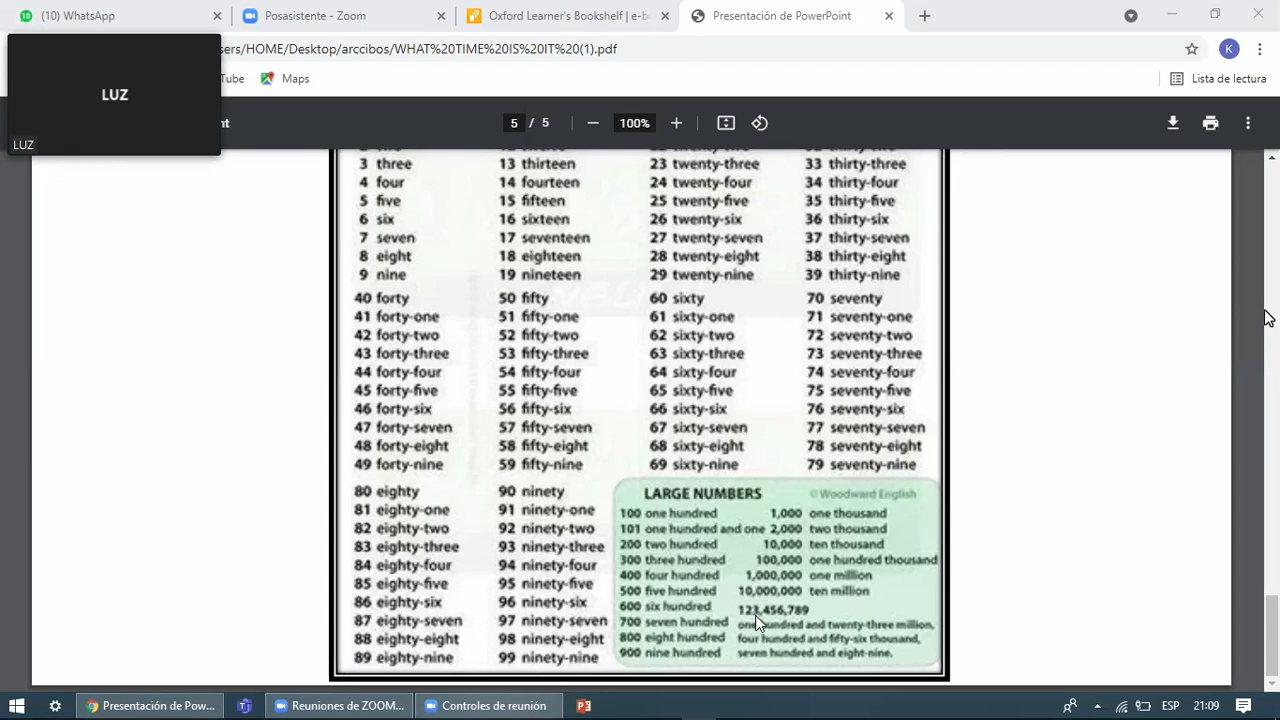 (10) WhatsApp
Posasistente - Zoom
Oxford Learner's Bookshelf | e-b
Presentación de PowerPoint
sers/HOME/Desktop/arccibos/WHAT%20TIME%20IS%20IT%20(1).pdf
K
LUZ
Tube
Maps
Lista de lectura
LUZ
5 / 5
100%
3 three 13 thirteen 23 twenty-three 33 thirty-three
4 four 14 fourteen 24 twenty-four 34 thirty-four
5 five 15 fifteen 25 twenty-five 35 thirty-five
6 six 16 sixteen 26 twenty-six 36 thirty-six
7 seven 17 seventeen 27 twenty-seven 37 thirty-seven
8 eight 18 eighteen 28 twenty-eight 38 thirty-eight
9 nine 19 nineteen 29 twenty-nine 39 thirty-nine
40 forty 50 fifty 60 sixty 70 seventy
41 forty-one 51 fifty-one 61 sixty-one 71 seventy-one
42 forty-two 52 fifty-two 62 sixty-two 72 seventy-two
43 forty-three 53 fifty-three 63 sixty-three 73 seventy-three
44 forty-four 54 fifty-four 64 sixty-four 74 seventy-four
45 forty-five 55 fifty-five 65 sixty-five 75 seventy-five
46 forty-six 56 fifty-six 66 sixty-six 76 seventy-six
47 forty-seven 57 fifty-seven 67 sixty-seven 77 seventy-seven
48 forty-eight 58 fifty-eight 68 sixty-eight 78 seventy-eight
49 forty-nine 59 fifty-nine 69 sixty-nine 79 seventy-nine
80 eighty 90 ninety
81 eighty-one 91 ninety-one
82 eighty-two 92 ninety-two
83 eighty-three 93 ninety-three
84 eighty-four 94 ninety-four
85 eighty-five 95 ninety-five
86 eighty-six 96 ninety-six
87 eighty-seven 97 ninety-seven
88 eighty-eight 98 ninety-eight
89 eighty-nine 99 ninety-nine
LARGE NUMBERS © Woodward English
100 one hundred 1,000 one thousand
101 one hundred and one 2,000 two thousand
200 two hundred 10,000 ten thousand
300 three hundred 100,000 one hundred thousand
400 four hundred 1,000,000 one million
500 five hundred 10,000,000 ten million
600 six hundred 123,456,789
700 seven hundred one hundred and twenty-three million,
800 eight hundred four hundred and fifty-six thousand,
900 nine hundred seven hundred and eight-nine.
Presentación de Pow...
Reuniones de ZOOM...
Controles de reunión
ESP
21:09